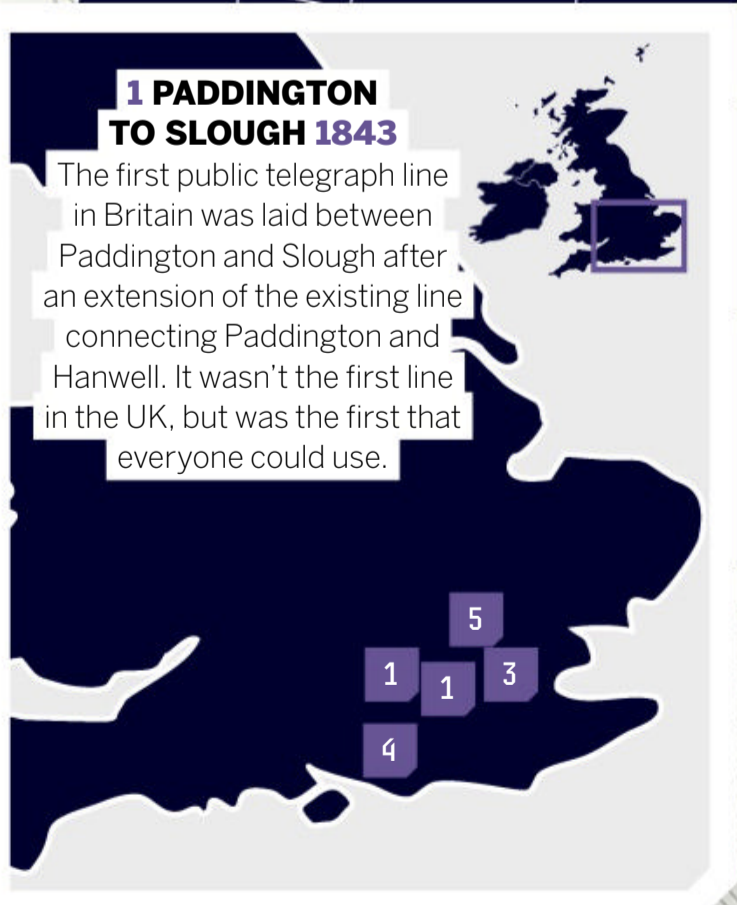 1 PADDINGTON
TO SLOUGH 1843
The first public telegraph line
in Britain was laid between
Paddington and Slough after
an extension of the existing line
connecting Paddington and
Hanwell. It wasn’t the first line
in the UK, but was the first that
everyone could use.
5
1
1
3
4